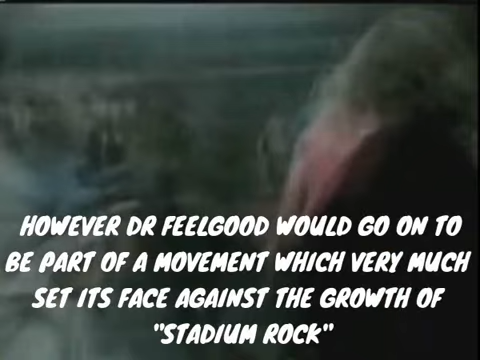 HOWEVER DR FEELGOOD WOULD GO ON TO
BE PART OF A MOVEMENT WHICH VERY MUCH
SET ITS FACE AGAINST THE GROWTH OF
"STADIUM ROCK"